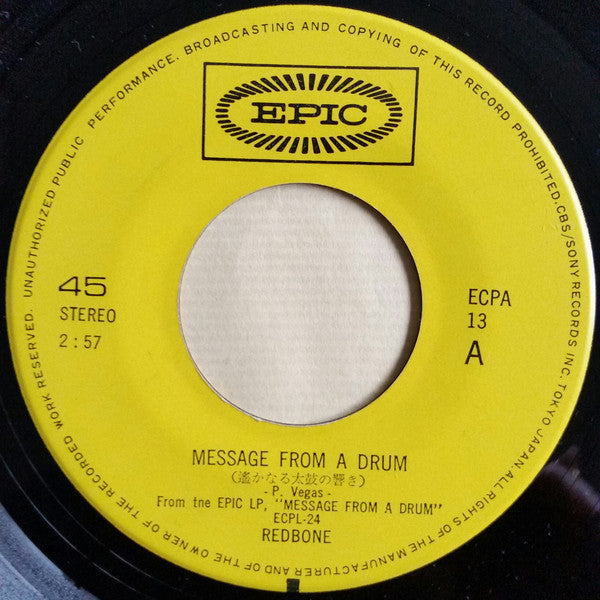 UNAUTHORIZED PUBLIC PERFORMANCE. BROADCASTING AND COPYING OF THIS RECORD PROHIBITED. CBS/SONY RECORDS INC. TOKYO JAPAN. ALL RIGHTS OF THE MANUFACTURER AND OF THE OWNER OF THE RECORDED WORK RESERVED.
EPIC
45
STEREO
2:57
ECPA
13
A
MESSAGE FROM A DRUM
(遙かなる太鼓の響き)
- P. Vegas -
From tne EPIC LP, "MESSAGE FROM A DRUM"
ECPL-24
REDBONE